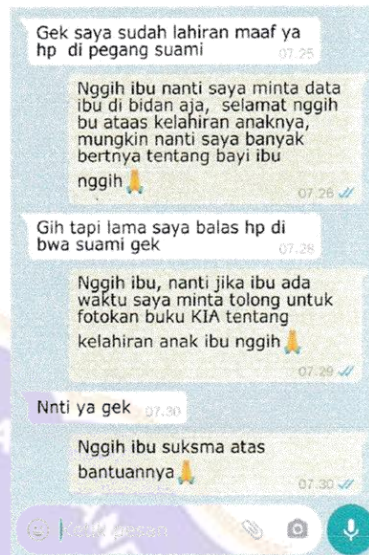 Gek saya sudah lahiran maaf ya
hp di pegang suami
07.25
Nggih ibu nanti saya minta data
ibu di bidan aja, selamat nggih
bu ataas kelahiran anaknya,
mungkin nanti saya banyak
bertnya tentang bayi ibu
nggih🙏
07.26
Gih tapi lama saya balas hp di
bwa suami gek
07.28
Nggih ibu, nanti jika ibu ada
waktu saya minta tolong untuk
fotokan buku KIA tentang
kelahiran anak ibu nggih🙏
07.29
Nnti ya gek 07.30
Nggih ibu suksma atas
bantuannya🙏
07.30